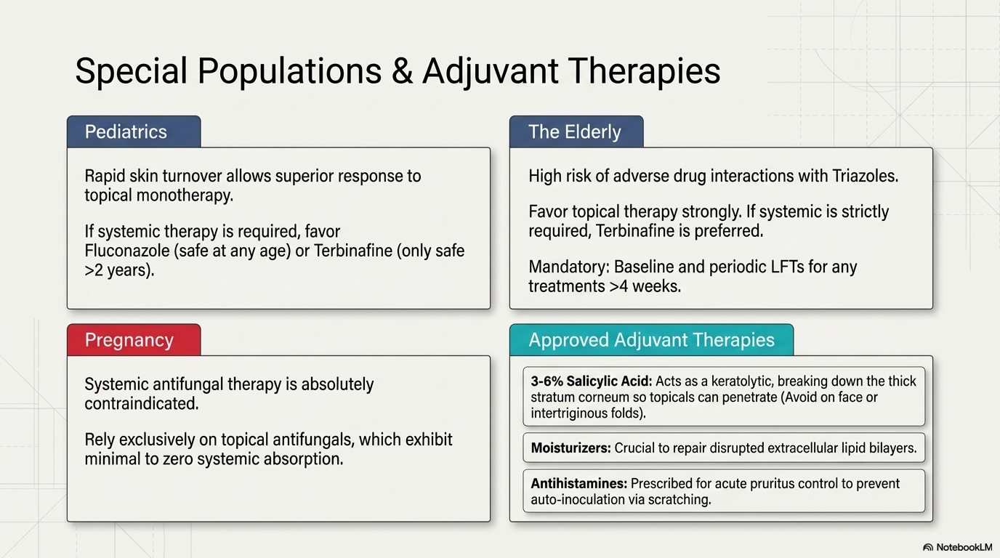 Special Populations & Adjuvant Therapies
Pediatrics
Rapid skin turnover allows superior response to
topical monotherapy.
If systemic therapy is required, favor
Fluconazole (safe at any age) or Terbinafine (only safe
>2 years).
The Elderly
High risk of adverse drug interactions with Triazoles.
Favor topical therapy strongly. If systemic is strictly
required, Terbinafine is preferred.
Mandatory: Baseline and periodic LFTs for any
treatments >4 weeks.
Pregnancy
Systemic antifungal therapy is absolutely
contraindicated.
Rely exclusively on topical antifungals, which exhibit
minimal to zero systemic absorption.
Approved Adjuvant Therapies
3-6% Salicylic Acid: Acts as a keratolytic, breaking down the thick
stratum corneum so topicals can penetrate (Avoid on face or
intertriginous folds).
Moisturizers: Crucial to repair disrupted extracellular lipid bilayers.
Antihistamines: Prescribed for acute pruritus control to prevent
auto-inoculation via scratching.
NotebookLM